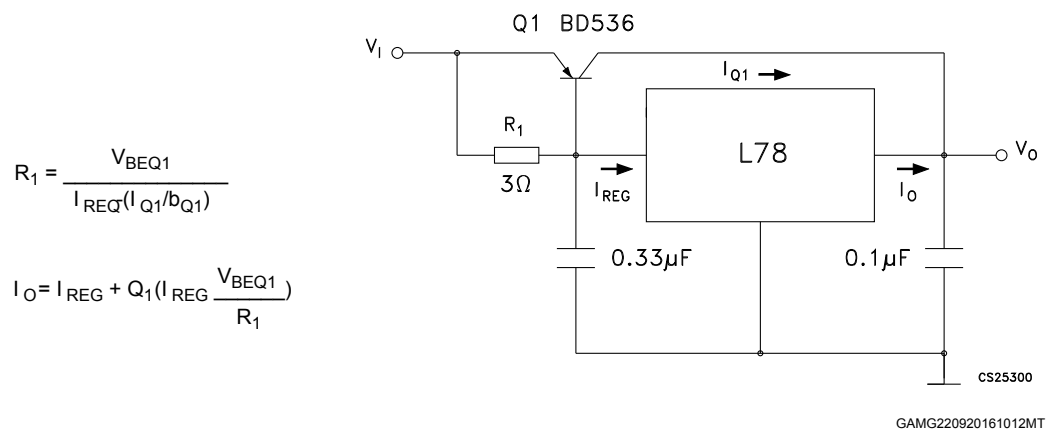 Q1 BD536
V_I
I_Q1
R_1
L78
V_O
3Ω
I_REG
I_O
R_1 = V_BEQ1 / I_REQ-(I_Q1/b_Q1)
0.33µF
0.1µF
I_O = I_REG + Q_1(I_REG V_BEQ1 / R_1)
CS25300
GAMG220920161012MT